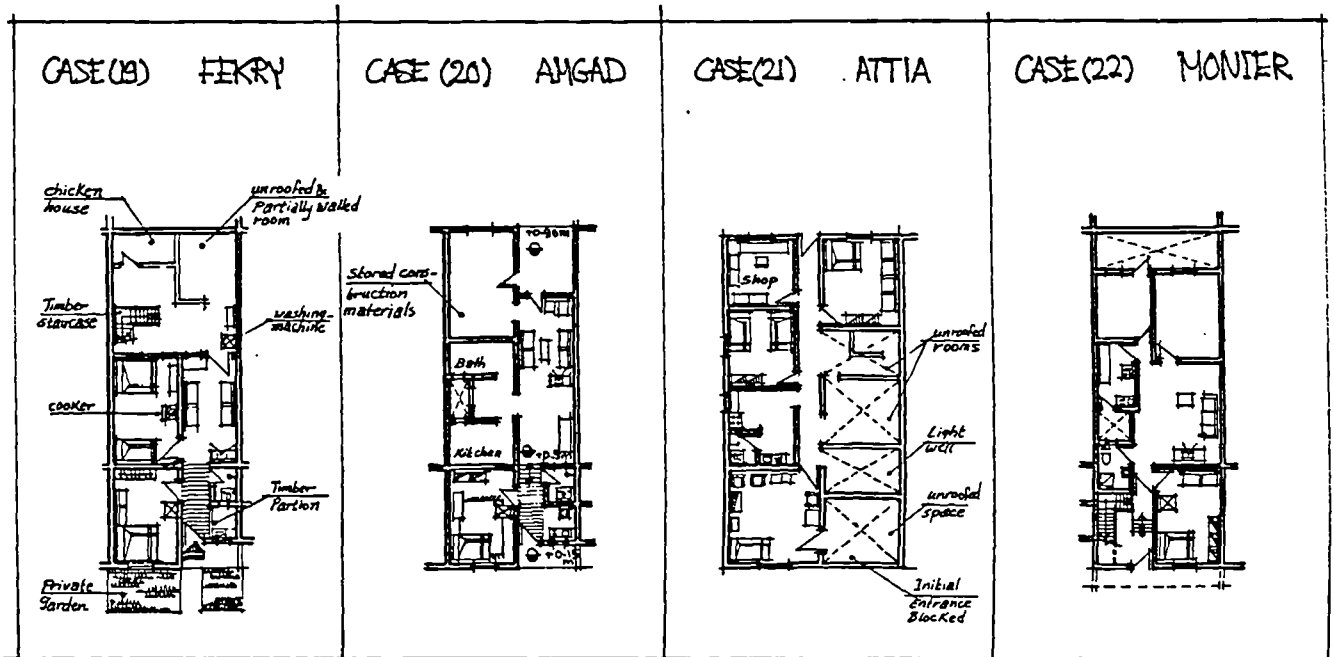 CASE(19) FEKRY
chicken
house
unroofed &
Partially walled
room
Timber
staircase
washing-
machine
cooker
Timber
Partion
Private
garden
CASE (20) AMGAD
Stored cons-
truction
materials
Bath
Kitchen
CASE(21) ATTIA
Shop
unroofed
rooms
Light
well
unroofed
space
Initial
Entrance
Blocked
CASE(22) MONIER